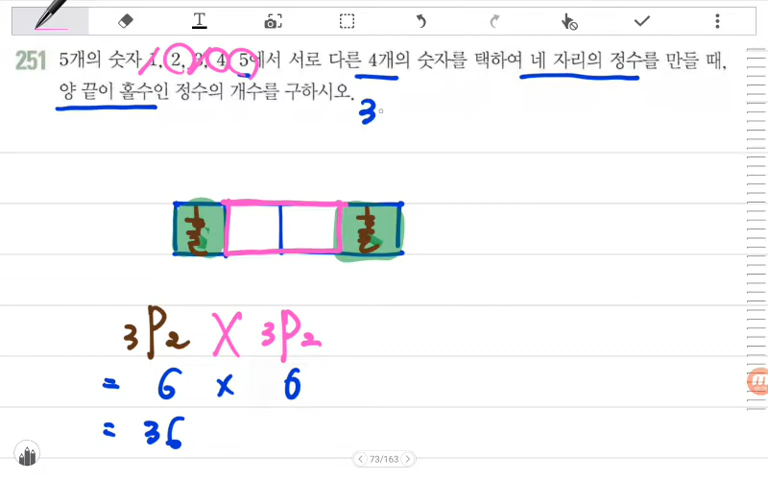 251 5개의 숫자 1, 2, 3, 4, 5에서 서로 다른 4개의 숫자를 택하여 네 자리의 정수를 만들 때,
양 끝이 홀수인 정수의 개수를 구하시오.
3
홀 홀
₃P₂ X ₃P₂
= 6 x 6
= 36
73/163